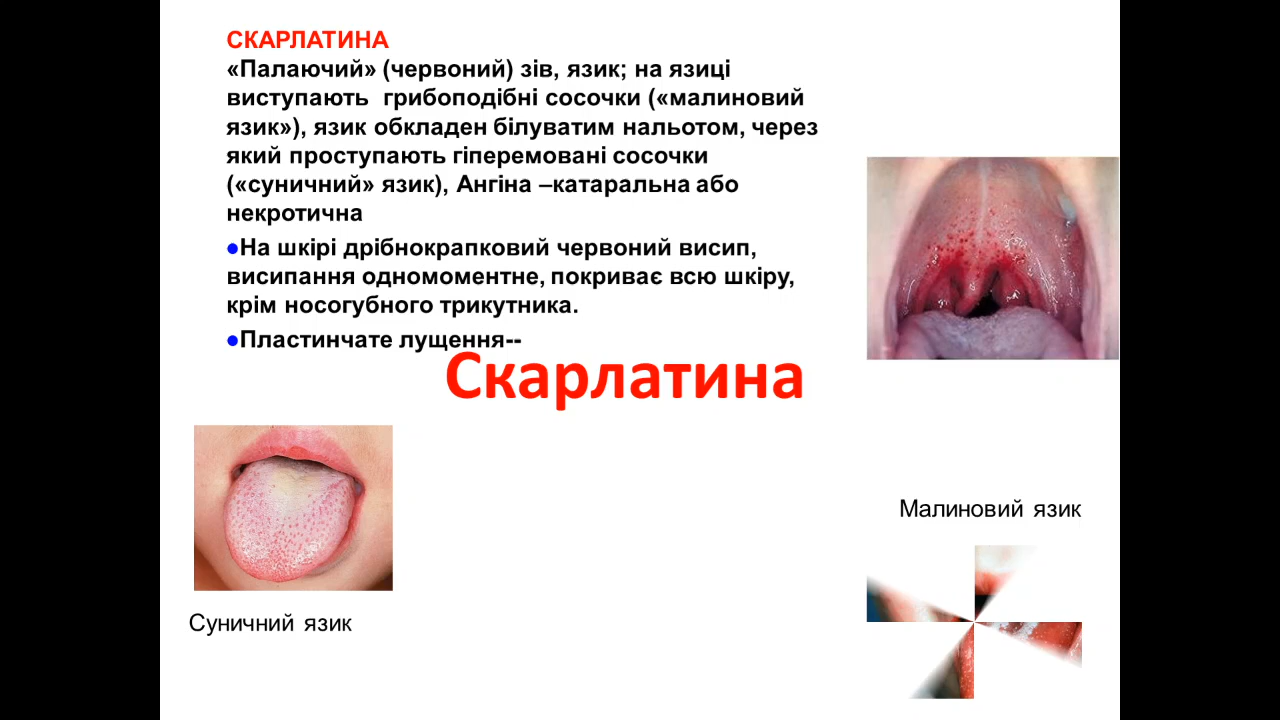 СКАРЛАТИНА
«Палаючий» (червоний) зів, язик; на язиці
виступають грибоподібні сосочки («малиновий
язик»), язик обкладен білуватим нальотом, через
який проступають гіперемовані сосочки
(«суничний» язик), Ангіна –катаральна або
некротична
●На шкірі дрібнокрапковий червоний висип,
висипання одномоментне, покриває всю шкіру,
крім носогубного трикутника.
●Пластинчате лущення--
Скарлатина
Малиновий язик
Суничний язик